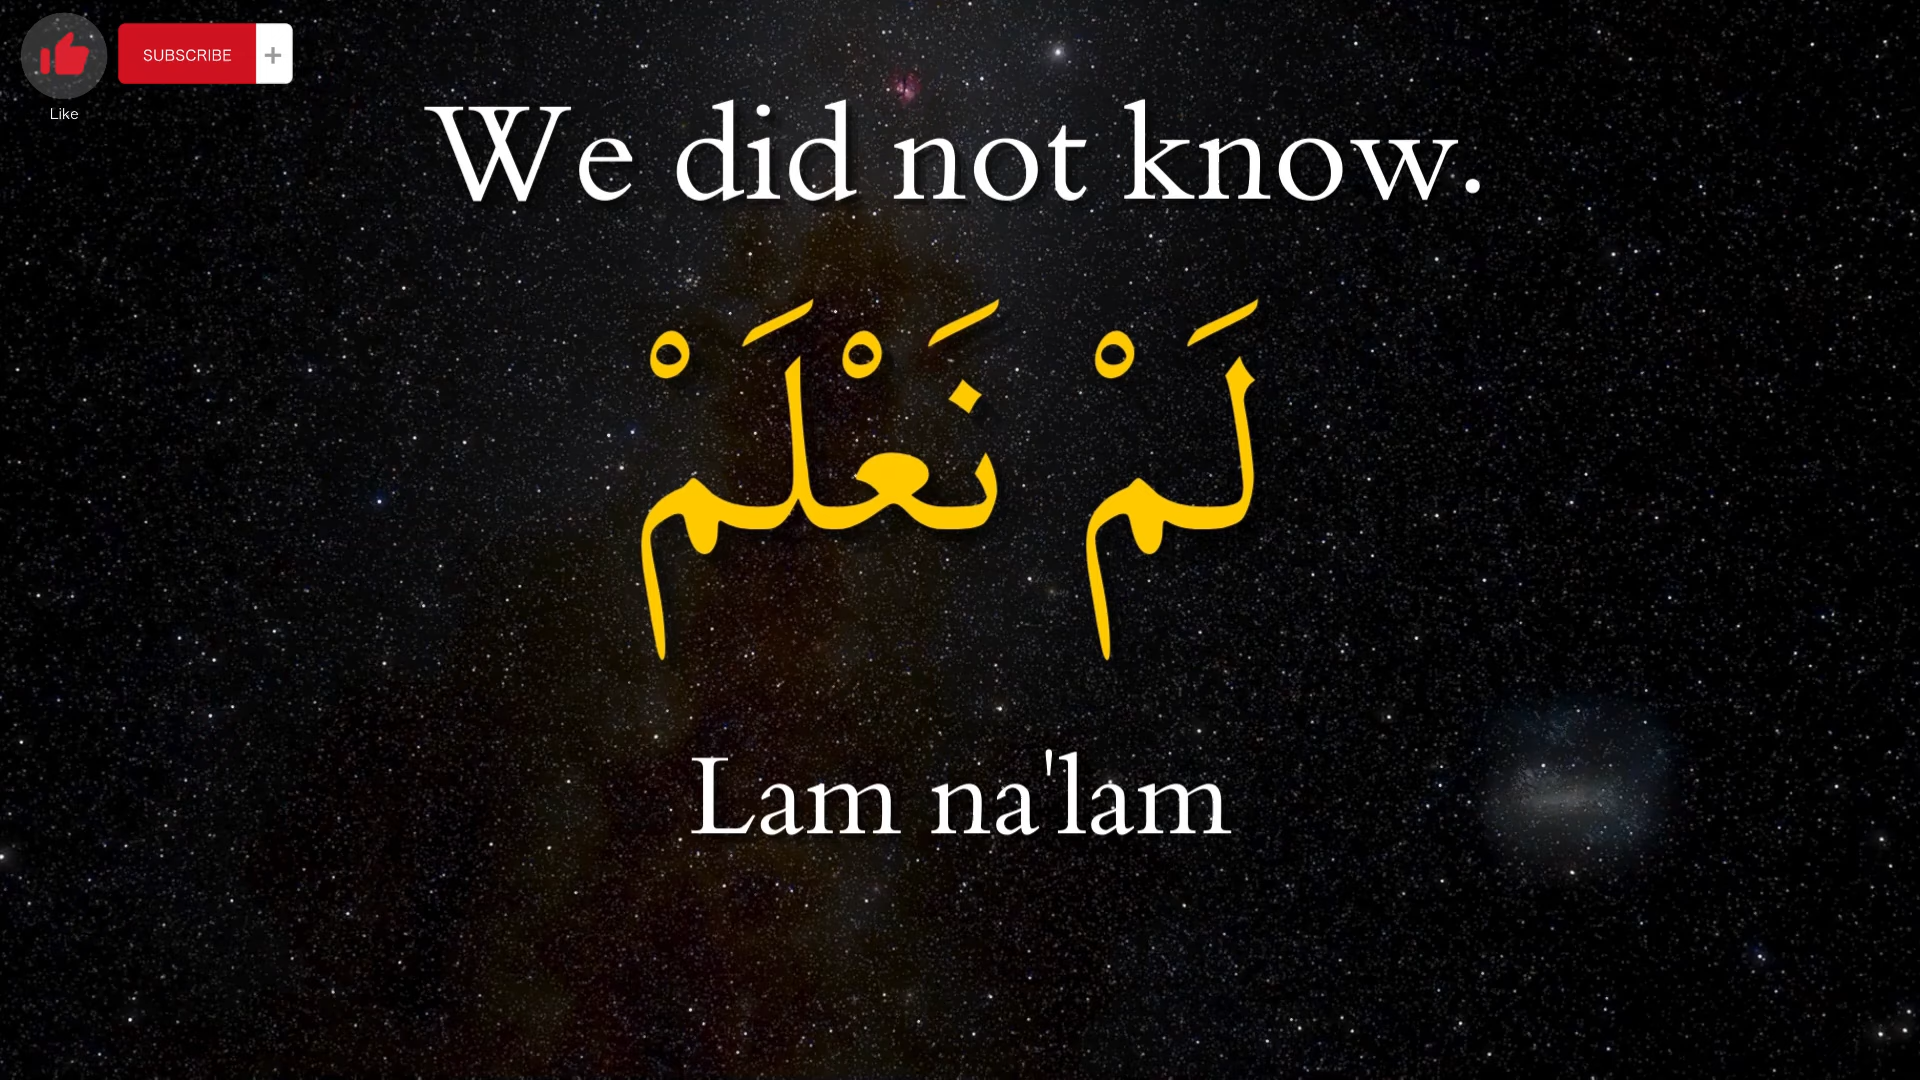 SUBSCRIBE +
Like
We did not know.
لَمْ نَعْلَمْ
Lam na'lam